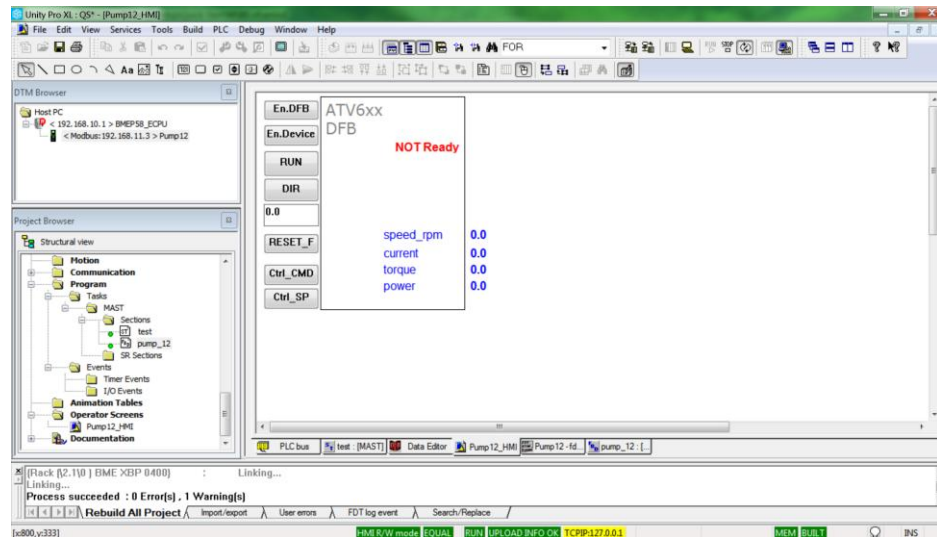 Unity Pro XL : QS* - [Pump12_HMI]
File Edit View Services Tools Build PLC Debug Window Help
FOR
DTM Browser
Host PC
< 192.168.10.1 > BMEP58_ECPU
< Modbus:192.168.11.3 > Pump12
Project Browser
Structural view
Motion
Communication
Program
Tasks
MAST
Sections
test
pump_12
SR Sections
Events
Timer Events
I/O Events
Animation Tables
Operator Screens
Pump12_HMI
Documentation
En.DFB
En.Device
RUN
DIR
0.0
RESET_F
Ctrl_CMD
Ctrl_SP
ATV6xx
DFB
NOT Ready
speed_rpm 0.0
current 0.0
torque 0.0
power 0.0
PLC bus test : [MAST] Data Editor Pump12_HMI Pump12 -fd... pump_12 : [...
{Rack (\2.1\0 ) BME XBP 0400} : Linking...
Linking...
Process succeeded : 0 Error(s) , 1 Warning(s)
Rebuild All Project Import/export User errors FDT log event Search/Replace
[x800,y:333] HMI R/W mode EQUAL RUN UPLOAD INFO OK TCPIP:127.0.0.1 MEM BUILT INS